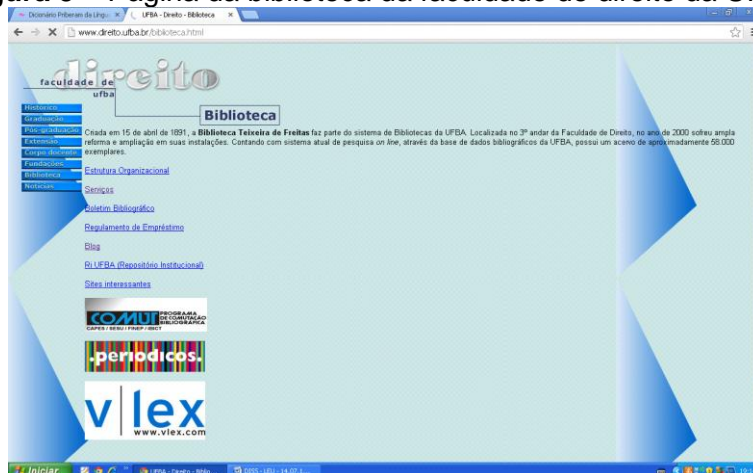 Página da biblioteca da faculdade de direito da
Dicionário Priberam da Língu
UFBA - Direito - Biblioteca
www.direito.ufba.br/biblioteca.html
direito
faculdade de
ufba
Biblioteca
Histórico
Graduação
Pós-graduação
Extensão
Corpo docente
Fundações
Biblioteca
Notícias
Criada em 15 de abril de 1891, a Biblioteca Teixeira de Freitas faz parte do sistema de Bibliotecas da UFBA. Localizada no 3º andar da Faculdade de Direito, no ano de 2000 sofreu ampla
reforma e ampliação em suas instalações. Contando com sistema atual de pesquisa on line, através da base de dados bibliográficos da UFBA, possui um acervo de aproximadamente 58.000
exemplares.
Estrutura Organizacional
Serviços
Boletim Bibliográfico
Regulamento de Empréstimo
Blog
Ri UFBA (Repositório Institucional)
Sites interessantes
COMUT PROGRAMA
DE COMUTAÇÃO
BIBLIOGRÁFICA
CAPES / SESU / FINEP / IBICT
.periodicos.
v|lex
www.vlex.com
Iniciar
UFBA - Direito - Biblio...